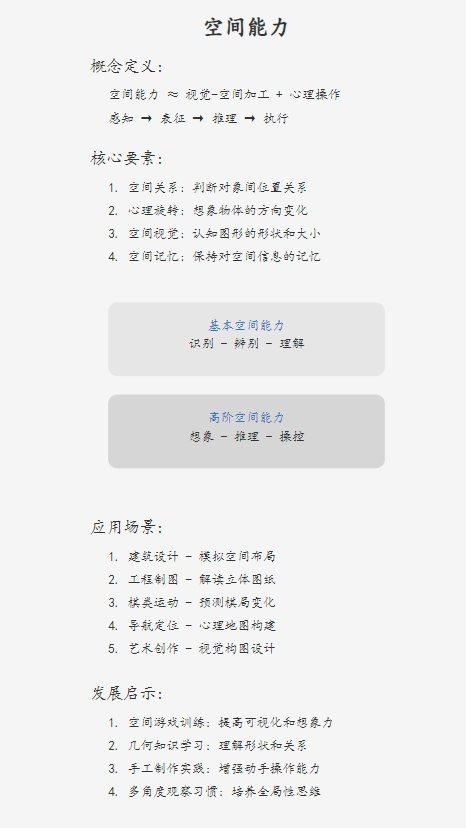 空间能力
概念定义:
空间能力 ≈ 视觉-空间加工 + 心理操作
感知 → 表征 → 推理 → 执行
核心要素:
1. 空间关系: 判断对象间位置关系
2. 心理旋转: 想象物体的方向变化
3. 空间视觉: 认知图形的形状和大小
4. 空间记忆: 保持对空间信息的记忆
基本空间能力
识别 - 辨别 - 理解
高阶空间能力
想象 - 推理 - 操控
应用场景:
1. 建筑设计 - 模拟空间布局
2. 工程制图 - 解读立体图纸
3. 棋类运动 - 预测棋局变化
4. 导航定位 - 心理地图构建
5. 艺术创作 - 视觉构图设计
发展启示:
1. 空间游戏训练: 提高可视化和想象力
2. 几何知识学习: 理解形状和关系
3. 手工制作实践: 增强动手操作能力
4. 多角度观察习惯: 培养全局性思维